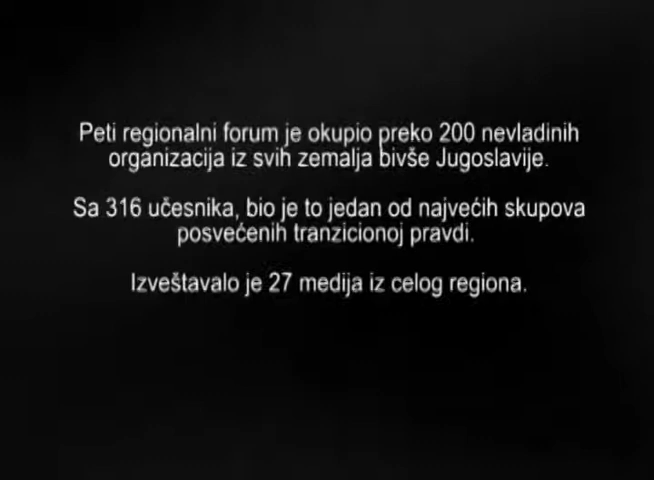 Peti regionalni forum je okupio preko 200 nevladinih
organizacija iz svih zemalja bivše Jugoslavije.
Sa 316 učesnika, bio je to jedan od najvećih skupova
posvećenih tranzicionoj pravdi.
Izveštavalo je 27 medija iz celog regiona.